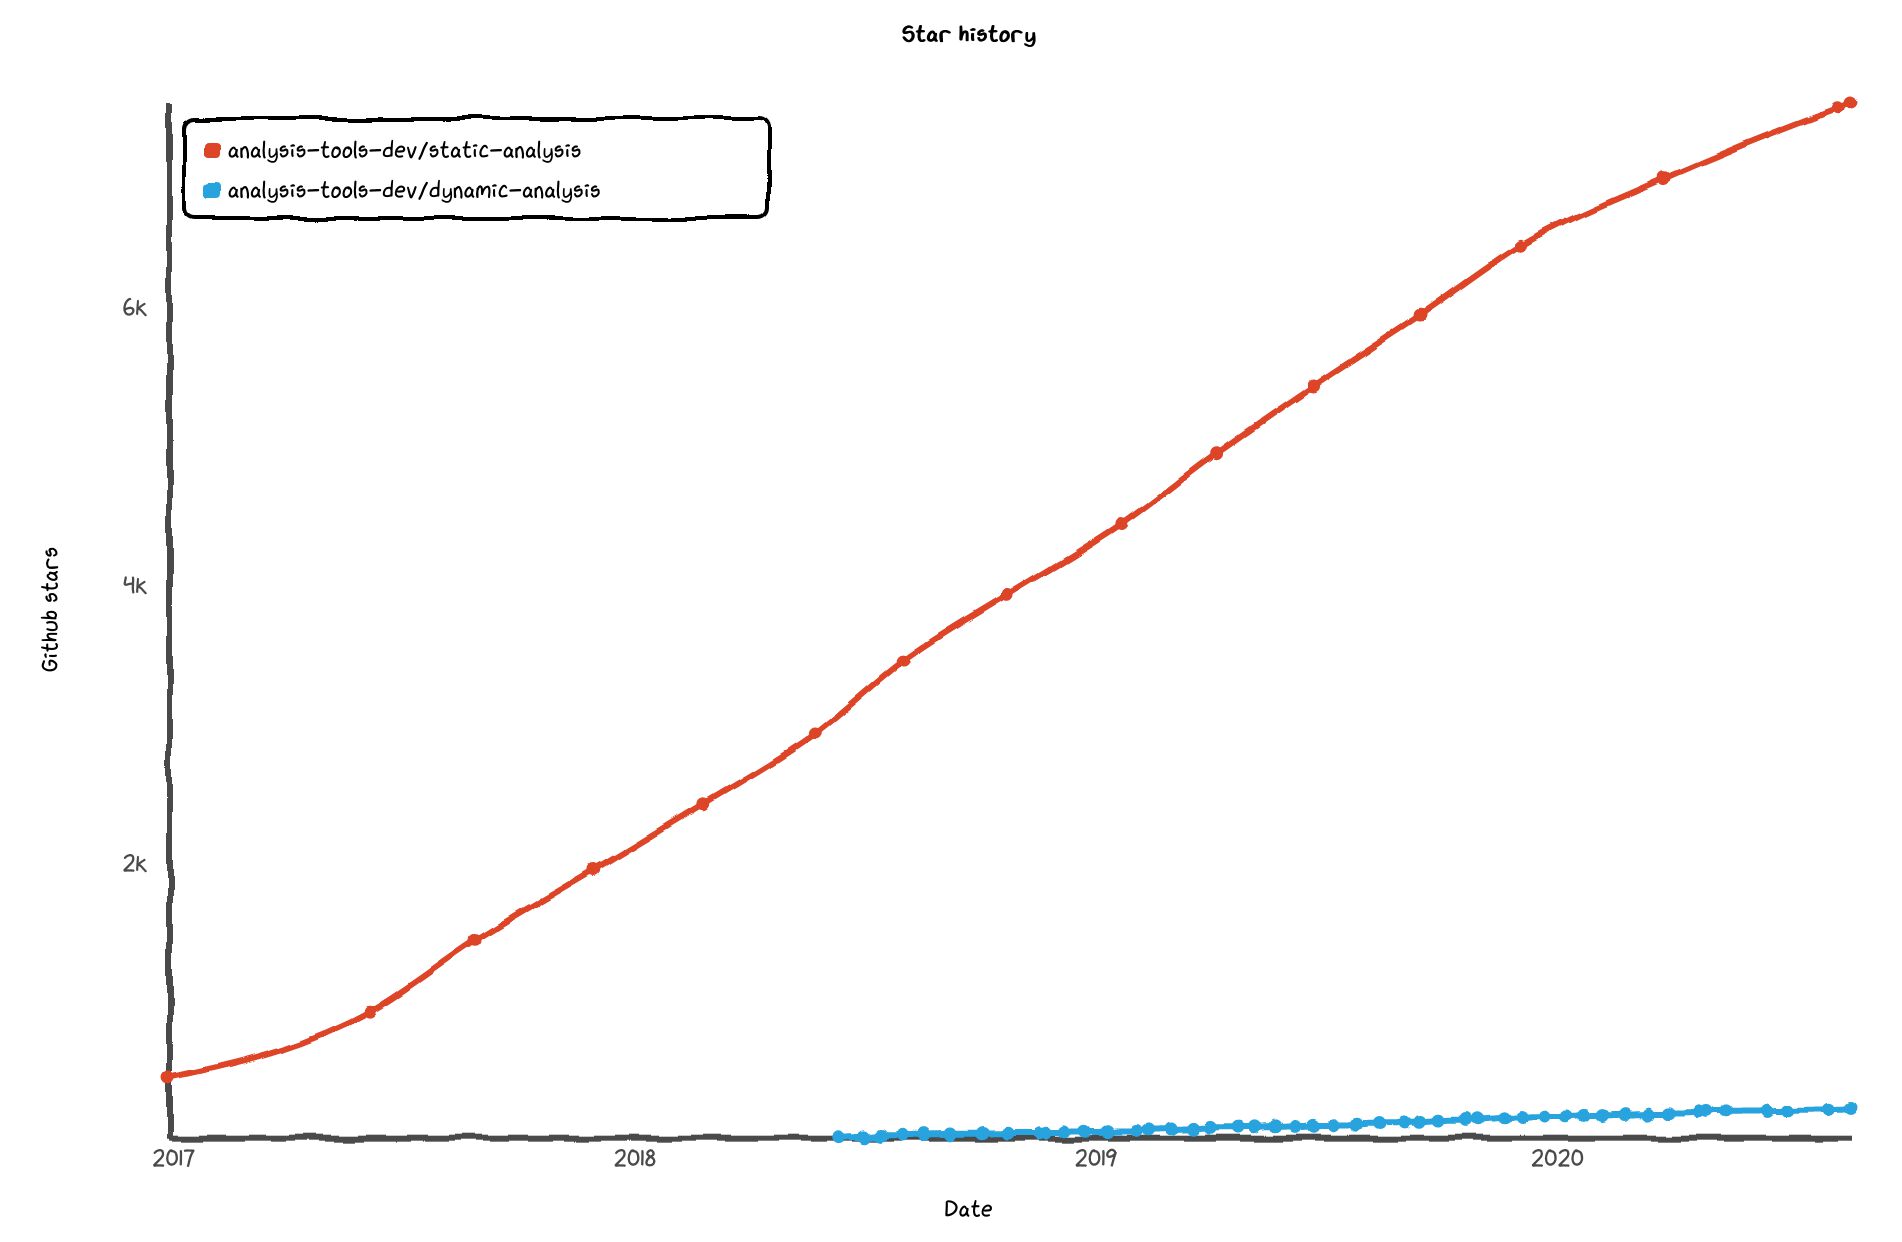 Star history
analysis-tools-dev/static-analysis
analysis-tools-dev/dynamic-analysis
6K
4K
2K
Github stars
2017 2018 2019 2020
Date